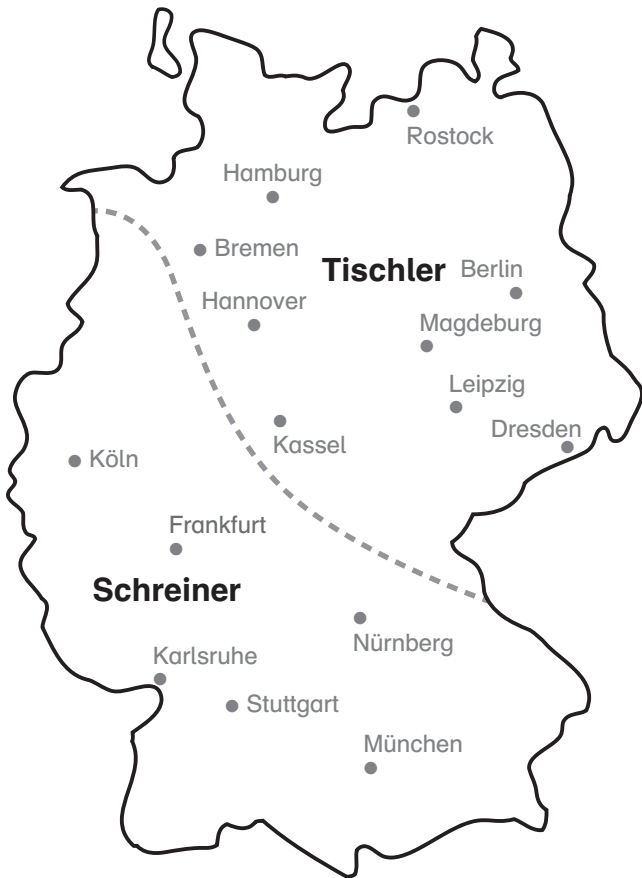 Rostock
Hamburg
Bremen
Tischler
Berlin
Hannover
Magdeburg
Leipzig
Dresden
Kassel
Köln
Frankfurt
Schreiner
Nürnberg
Karlsruhe
Stuttgart
München